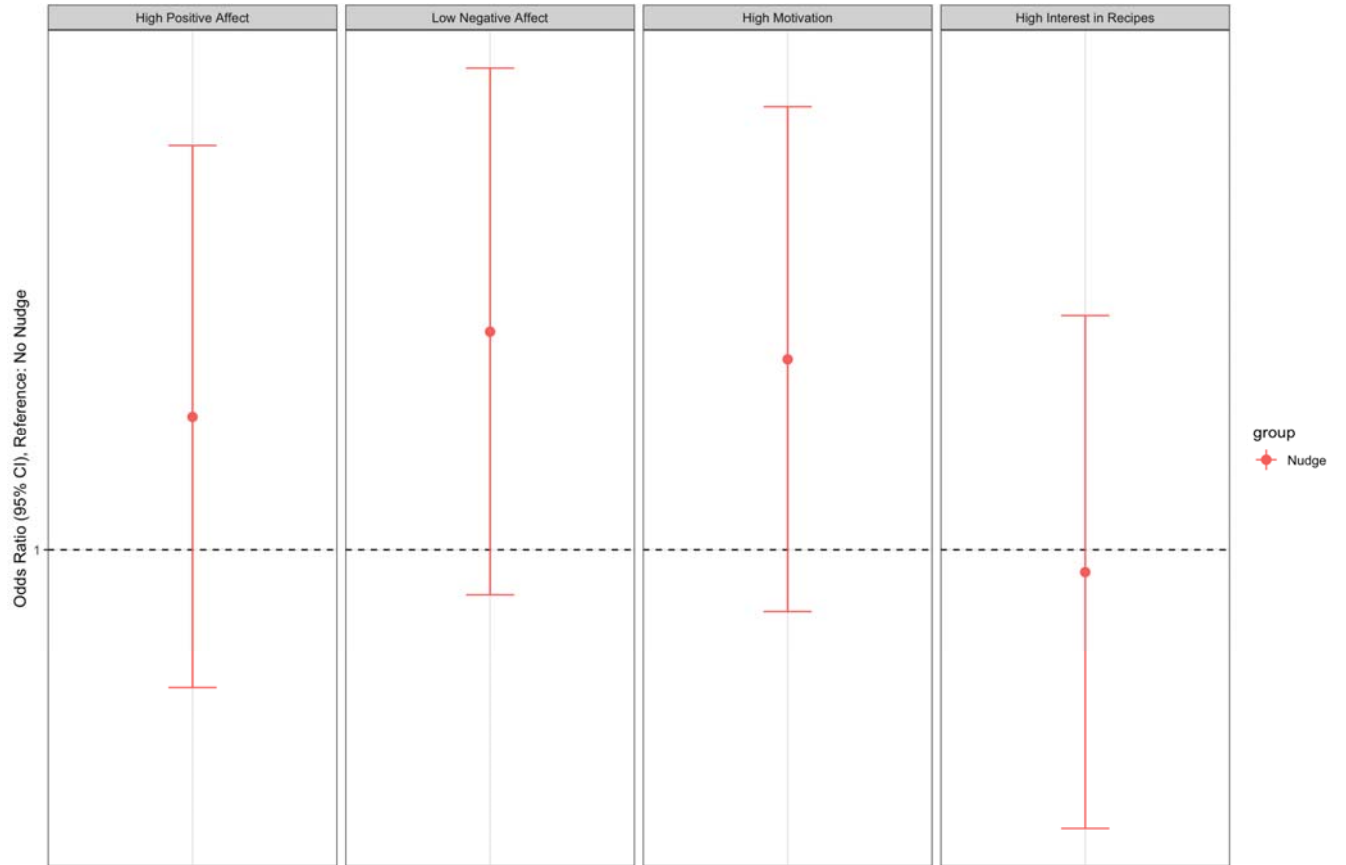 High Positive Affect
Low Negative Affect
High Motivation
High Interest in Recipes
Odds Ratio (95% CI), Reference: No Nudge
1
group
Nudge